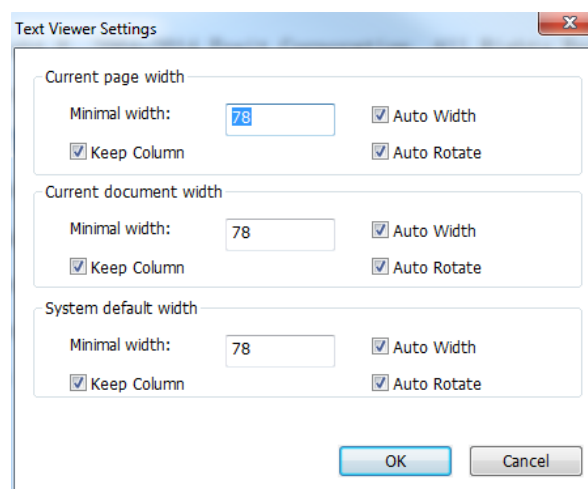 Text Viewer Settings
Current page width
Minimal width: 78 Auto Width
Keep Column Auto Rotate
Current document width
Minimal width: 78 Auto Width
Keep Column Auto Rotate
System default width
Minimal width: 78 Auto Width
Keep Column Auto Rotate
OK Cancel